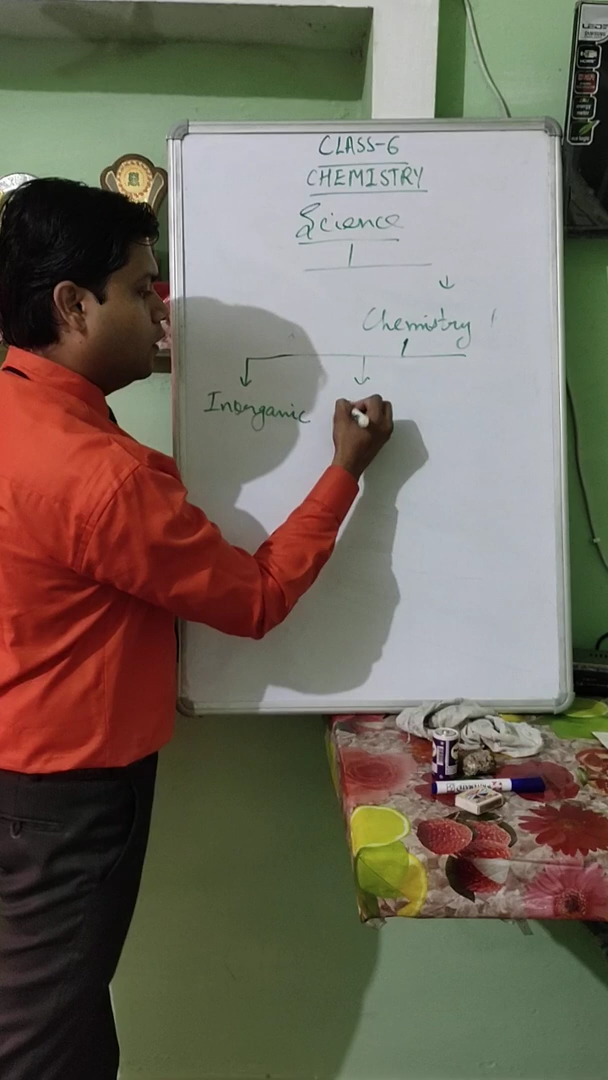 CLASS-6
CHEMISTRY
Science
Chemistry
Inorganic